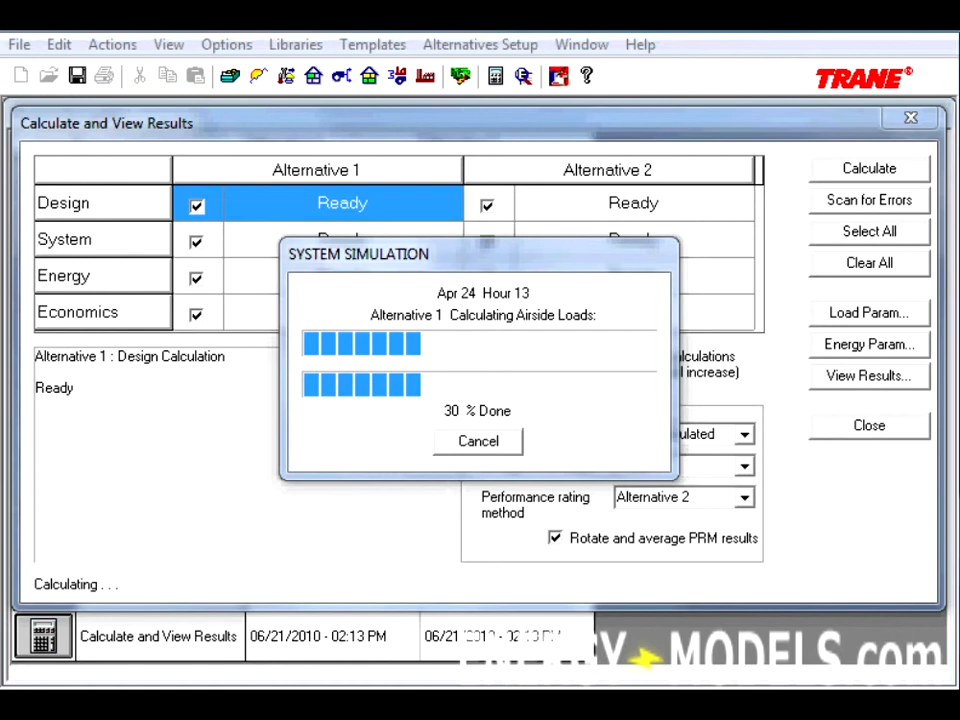 File Edit Actions View Options Libraries Templates Alternatives Setup Window Help
TRANE®
Calculate and View Results
Alternative 1 Alternative 2
Design Ready Ready
System
Energy
Economics
Calculate
Scan for Errors
Select All
Clear All
Load Param...
Energy Param...
View Results...
Close
SYSTEM SIMULATION
Apr 24 Hour 13
Alternative 1 Calculating Airside Loads:
30 % Done
Cancel
Alternative 1 : Design Calculation
Ready
Performance rating method Alternative 2
Rotate and average PRM results
Calculating . . .
Calculate and View Results 06/21/2010 - 02:13 PM 06/21
ENERGY MODELS.com